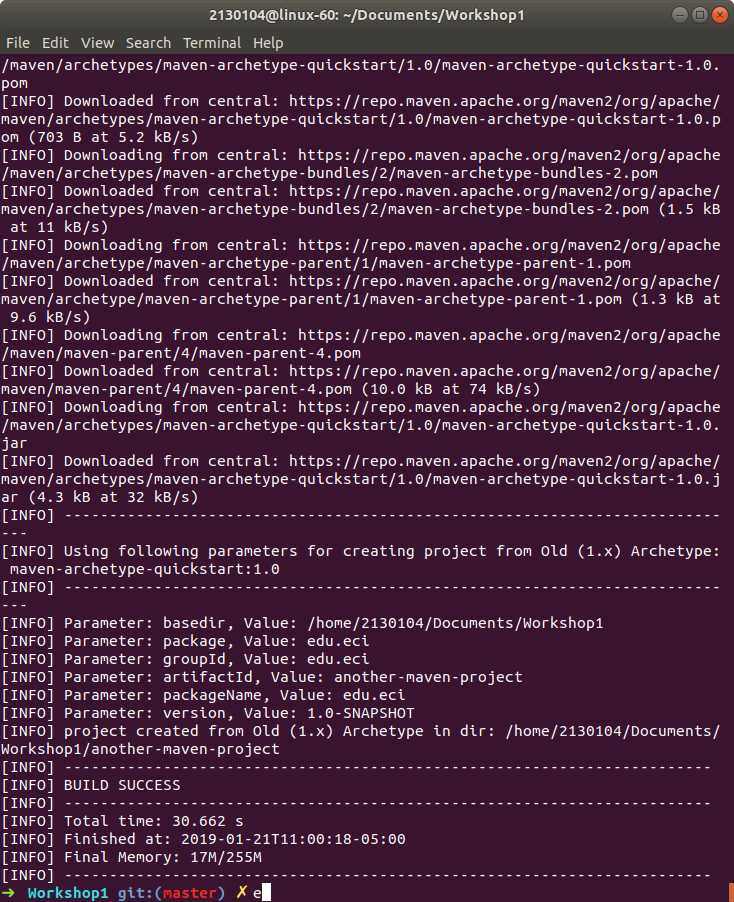 2130104@linux-60: ~/Documents/Workshop1
File Edit View Search Terminal Help
/maven/archetypes/maven-archetype-quickstart/1.0/maven-archetype-quickstart-1.0.
pom
[INFO] Downloaded from central: https://repo.maven.apache.org/maven2/org/apache/
maven/archetypes/maven-archetype-quickstart/1.0/maven-archetype-quickstart-1.0.p
om (703 B at 5.2 kB/s)
[INFO] Downloading from central: https://repo.maven.apache.org/maven2/org/apache
/maven/archetypes/maven-archetype-bundles/2/maven-archetype-bundles-2.pom
[INFO] Downloaded from central: https://repo.maven.apache.org/maven2/org/apache/
maven/archetypes/maven-archetype-bundles/2/maven-archetype-bundles-2.pom (1.5 kB
 at 11 kB/s)
[INFO] Downloading from central: https://repo.maven.apache.org/maven2/org/apache
/maven/archetype/maven-archetype-parent/1/maven-archetype-parent-1.pom
[INFO] Downloaded from central: https://repo.maven.apache.org/maven2/org/apache/
maven/archetype/maven-archetype-parent/1/maven-archetype-parent-1.pom (1.3 kB at
 9.6 kB/s)
[INFO] Downloading from central: https://repo.maven.apache.org/maven2/org/apache
/maven/maven-parent/4/maven-parent-4.pom
[INFO] Downloaded from central: https://repo.maven.apache.org/maven2/org/apache/
maven/maven-parent/4/maven-parent-4.pom (10.0 kB at 74 kB/s)
[INFO] Downloading from central: https://repo.maven.apache.org/maven2/org/apache
/maven/archetypes/maven-archetype-quickstart/1.0/maven-archetype-quickstart-1.0.
jar
[INFO] Downloaded from central: https://repo.maven.apache.org/maven2/org/apache/
maven/archetypes/maven-archetype-quickstart/1.0/maven-archetype-quickstart-1.0.j
ar (4.3 kB at 32 kB/s)
[INFO] -------------------------------------------------------------------------
---
[INFO] Using following parameters for creating project from Old (1.x) Archetype:
 maven-archetype-quickstart:1.0
[INFO] -------------------------------------------------------------------------
---
[INFO] Parameter: basedir, Value: /home/2130104/Documents/Workshop1
[INFO] Parameter: package, Value: edu.eci
[INFO] Parameter: groupId, Value: edu.eci
[INFO] Parameter: artifactId, Value: another-maven-project
[INFO] Parameter: packageName, Value: edu.eci
[INFO] Parameter: version, Value: 1.0-SNAPSHOT
[INFO] project created from Old (1.x) Archetype in dir: /home/2130104/Documents/
Workshop1/another-maven-project
[INFO] ------------------------------------------------------------------------
[INFO] BUILD SUCCESS
[INFO] ------------------------------------------------------------------------
[INFO] Total time: 30.662 s
[INFO] Finished at: 2019-01-21T11:00:18-05:00
[INFO] Final Memory: 17M/255M
[INFO] ------------------------------------------------------------------------
➜ Workshop1 git:(master) ✗ e